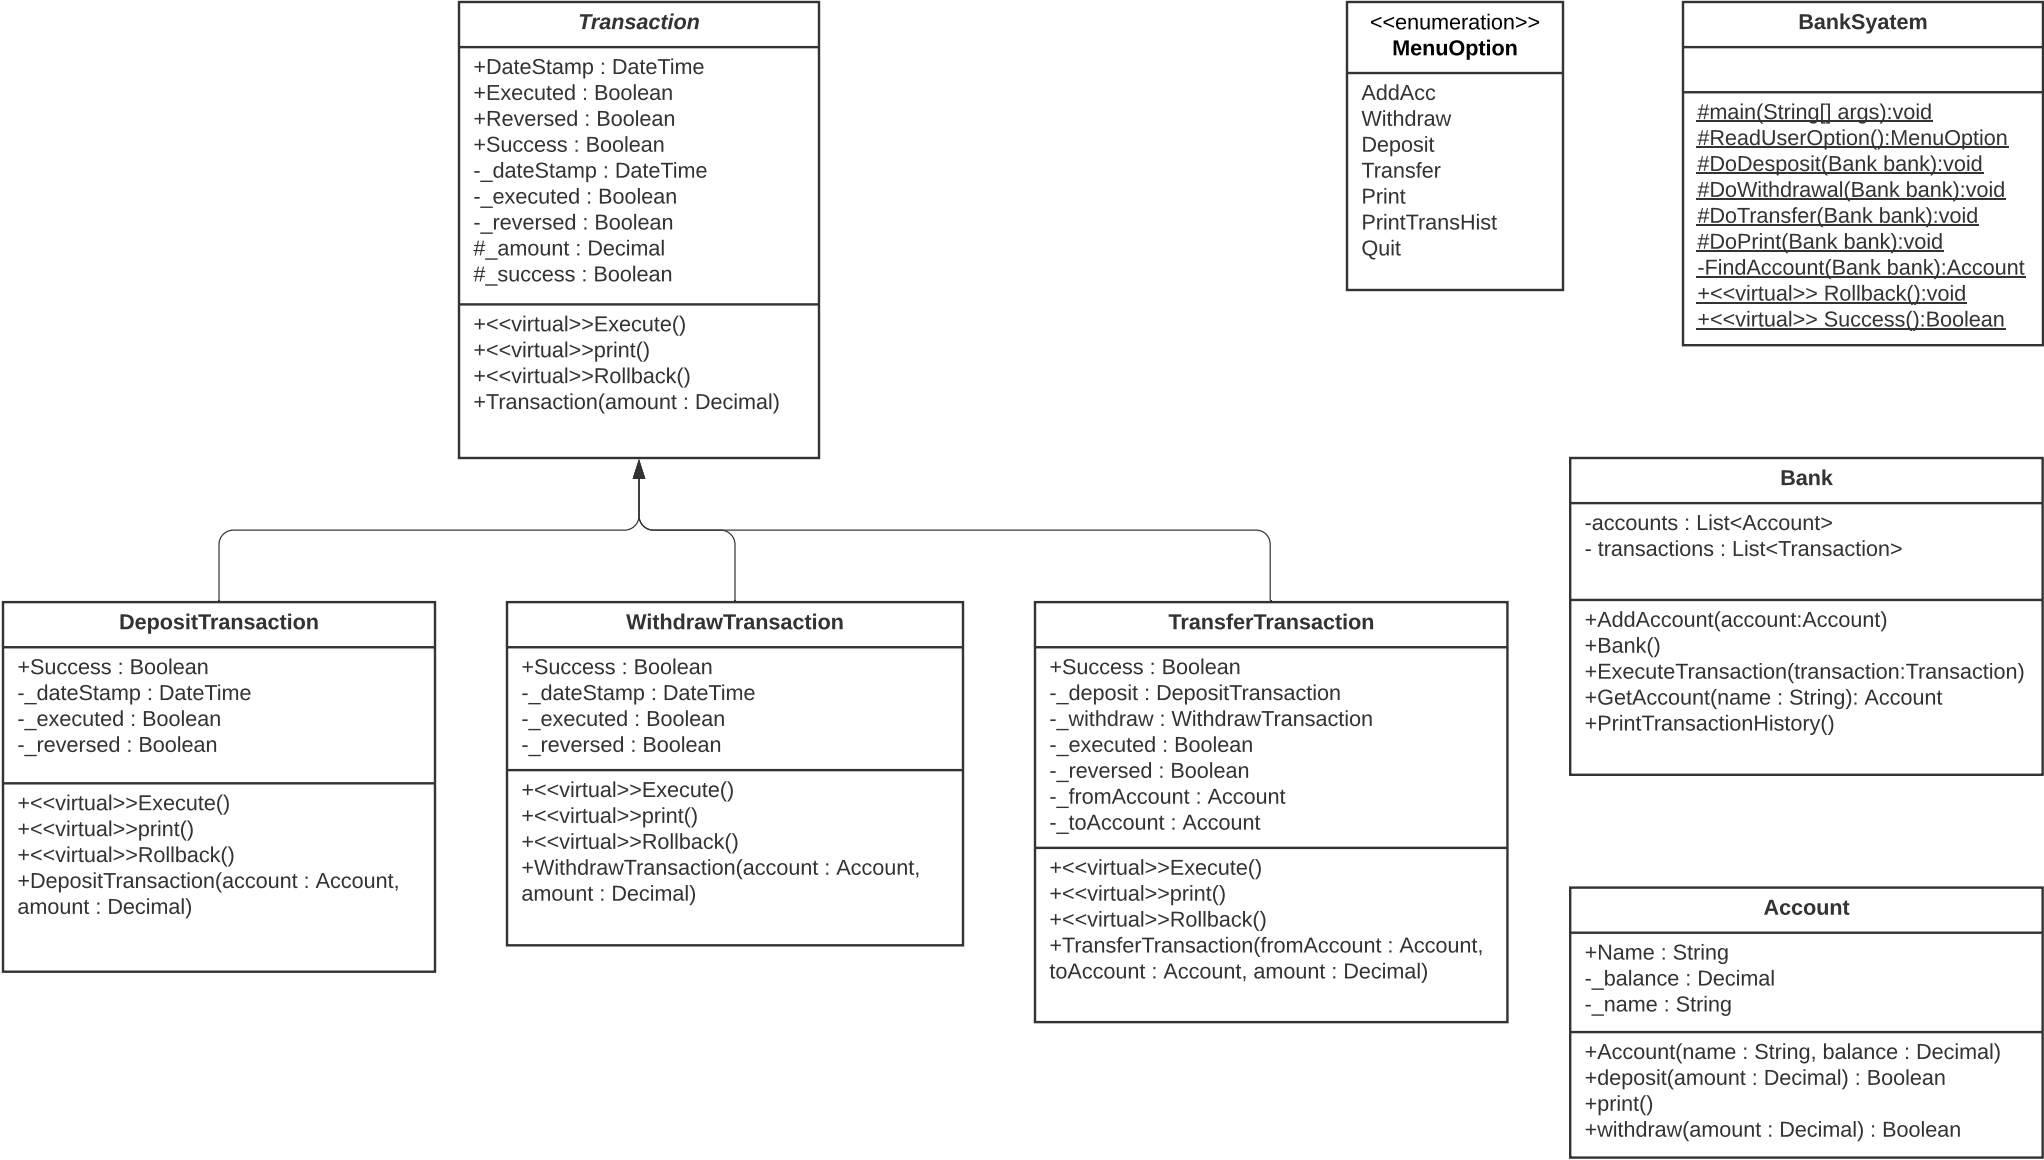 Transaction
+DateStamp : DateTime
+Executed : Boolean
+Reversed : Boolean
+Success : Boolean
-_dateStamp : DateTime
-_executed : Boolean
-_reversed : Boolean
#_amount : Decimal
#_success : Boolean
+<<virtual>>Execute()
+<<virtual>>print()
+<<virtual>>Rollback()
+Transaction(amount : Decimal)
<<enumeration>>
MenuOption
AddAcc
Withdraw
Deposit
Transfer
Print
PrintTransHist
Quit
BankSyatem
#main(String[] args):void
#ReadUserOption():MenuOption
#DoDesposit(Bank bank):void
#DoWithdrawal(Bank bank):void
#DoTransfer(Bank bank):void
#DoPrint(Bank bank):void
-FindAccount(Bank bank):Account
+<<virtual>> Rollback():void
+<<virtual>> Success():Boolean
Bank
-accounts : List<Account>
- transactions : List<Transaction>
+AddAccount(account:Account)
+Bank()
+ExecuteTransaction(transaction:Transaction)
+GetAccount(name : String): Account
+PrintTransactionHistory()
DepositTransaction
+Success : Boolean
-_dateStamp : DateTime
-_executed : Boolean
-_reversed : Boolean
+<<virtual>>Execute()
+<<virtual>>print()
+<<virtual>>Rollback()
+DepositTransaction(account : Account,
amount : Decimal)
WithdrawTransaction
+Success : Boolean
-_dateStamp : DateTime
-_executed : Boolean
-_reversed : Boolean
+<<virtual>>Execute()
+<<virtual>>print()
+<<virtual>>Rollback()
+WithdrawTransaction(account : Account,
amount : Decimal)
TransferTransaction
+Success : Boolean
-_deposit : DepositTransaction
-_withdraw : WithdrawTransaction
-_executed : Boolean
-_reversed : Boolean
-_fromAccount : Account
-_toAccount : Account
+<<virtual>>Execute()
+<<virtual>>print()
+<<virtual>>Rollback()
+TransferTransaction(fromAccount : Account,
toAccount : Account, amount : Decimal)
Account
+Name : String
-_balance : Decimal
-_name : String
+Account(name : String, balance : Decimal)
+deposit(amount : Decimal) : Boolean
+print()
+withdraw(amount : Decimal) : Boolean